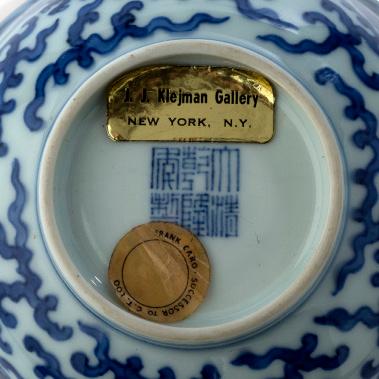 J. J. Klejman Gallery
NEW YORK, N.Y.
大清乾隆年製
FRANK CARO · SUCCESSOR TO C. T. LOO